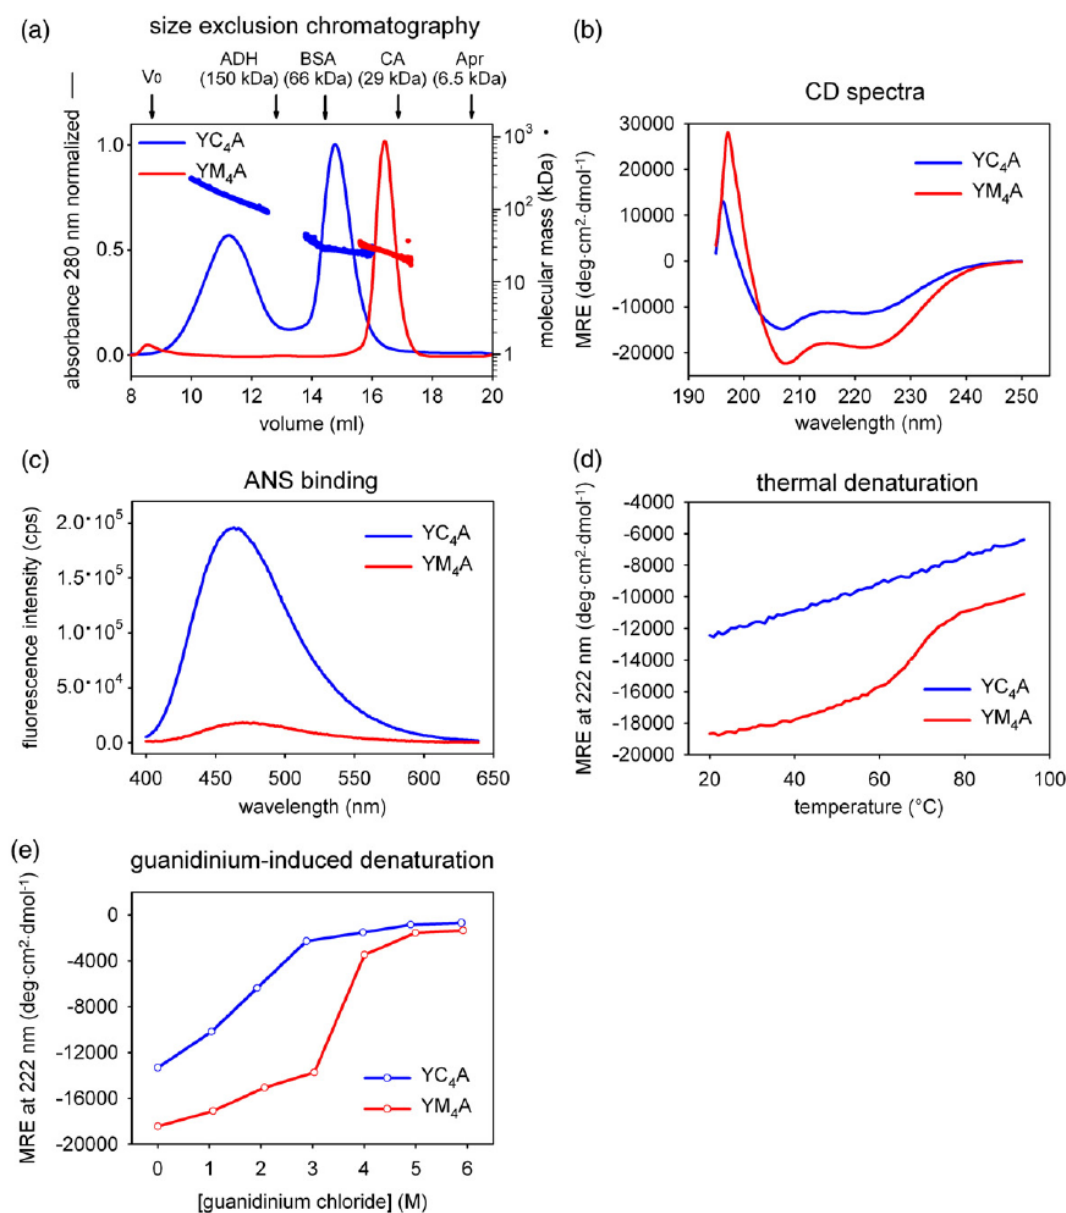 (a) size exclusion chromatography
V₀ ADH BSA CA Apr
(150 kDa) (66 kDa) (29 kDa) (6.5 kDa)
absorbance 280 nm normalized —
1.0
0.5
0.0
YC₄A
YM₄A
10³
10²
10
1
molecular mass (kDa) •
8 10 12 14 16 18 20
volume (ml)
(b)
CD spectra
MRE (deg·cm²·dmol⁻¹)
30000
20000
10000
0
-10000
-20000
YC₄A
YM₄A
190 200 210 220 230 240 250
wavelength (nm)
(c)
ANS binding
fluorescence intensity (cps)
2.0•10⁵
1.5•10⁵
1.0•10⁵
5.0•10⁴
0.0
YC₄A
YM₄A
400 450 500 550 600 650
wavelength (nm)
(d)
thermal denaturation
MRE at 222 nm (deg·cm²·dmol⁻¹)
-4000
-6000
-8000
-10000
-12000
-14000
-16000
-18000
-20000
YC₄A
YM₄A
20 40 60 80 100
temperature (°C)
(e)
guanidinium-induced denaturation
MRE at 222 nm (deg·cm²·dmol⁻¹)
0
-4000
-8000
-12000
-16000
-20000
YC₄A
YM₄A
0 1 2 3 4 5 6
[guanidinium chloride] (M)